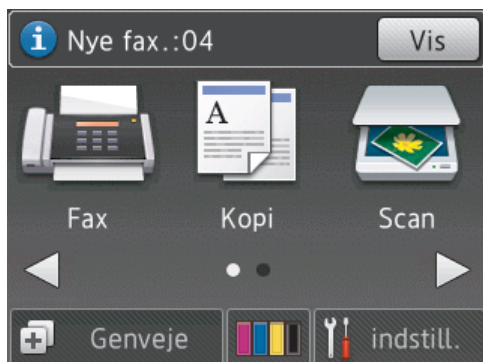 Nye fax.:04 Vis
A
Fax Kopi Scan
Genveje indstill.